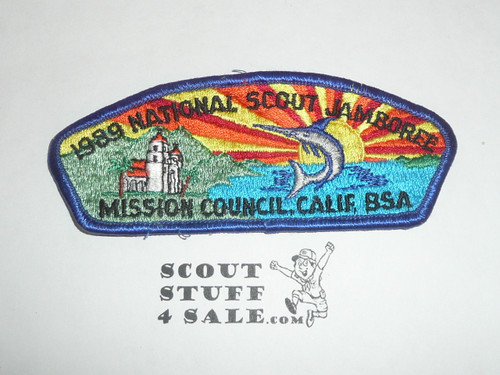 1989 NATIONAL SCOUT JAMBOREE
MISSION COUNCIL, CALIF, BSA
SCOUT
STUFF
4 SALE.com